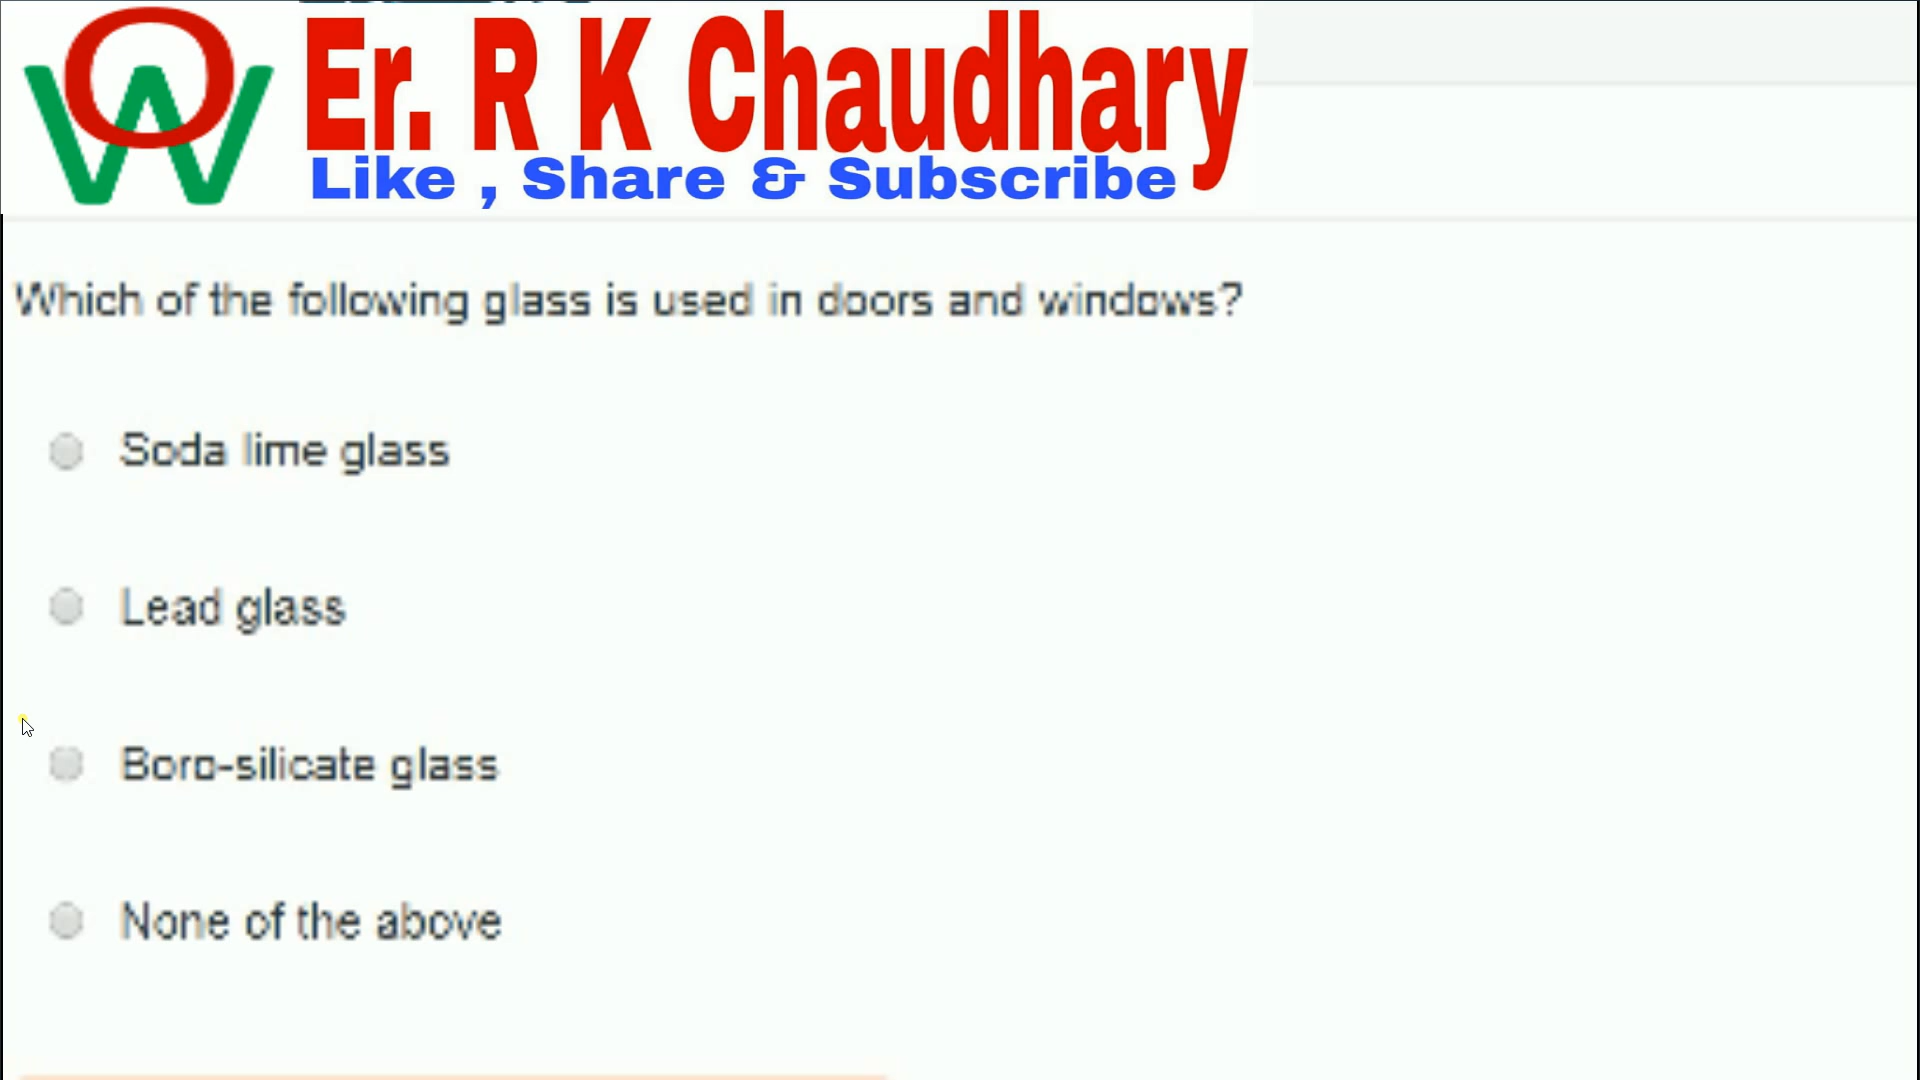 Er. R K Chaudhary
Like , Share & Subscribe
Which of the following glass is used in doors and windows?
Soda lime glass
Lead glass
Boro-silicate glass
None of the above